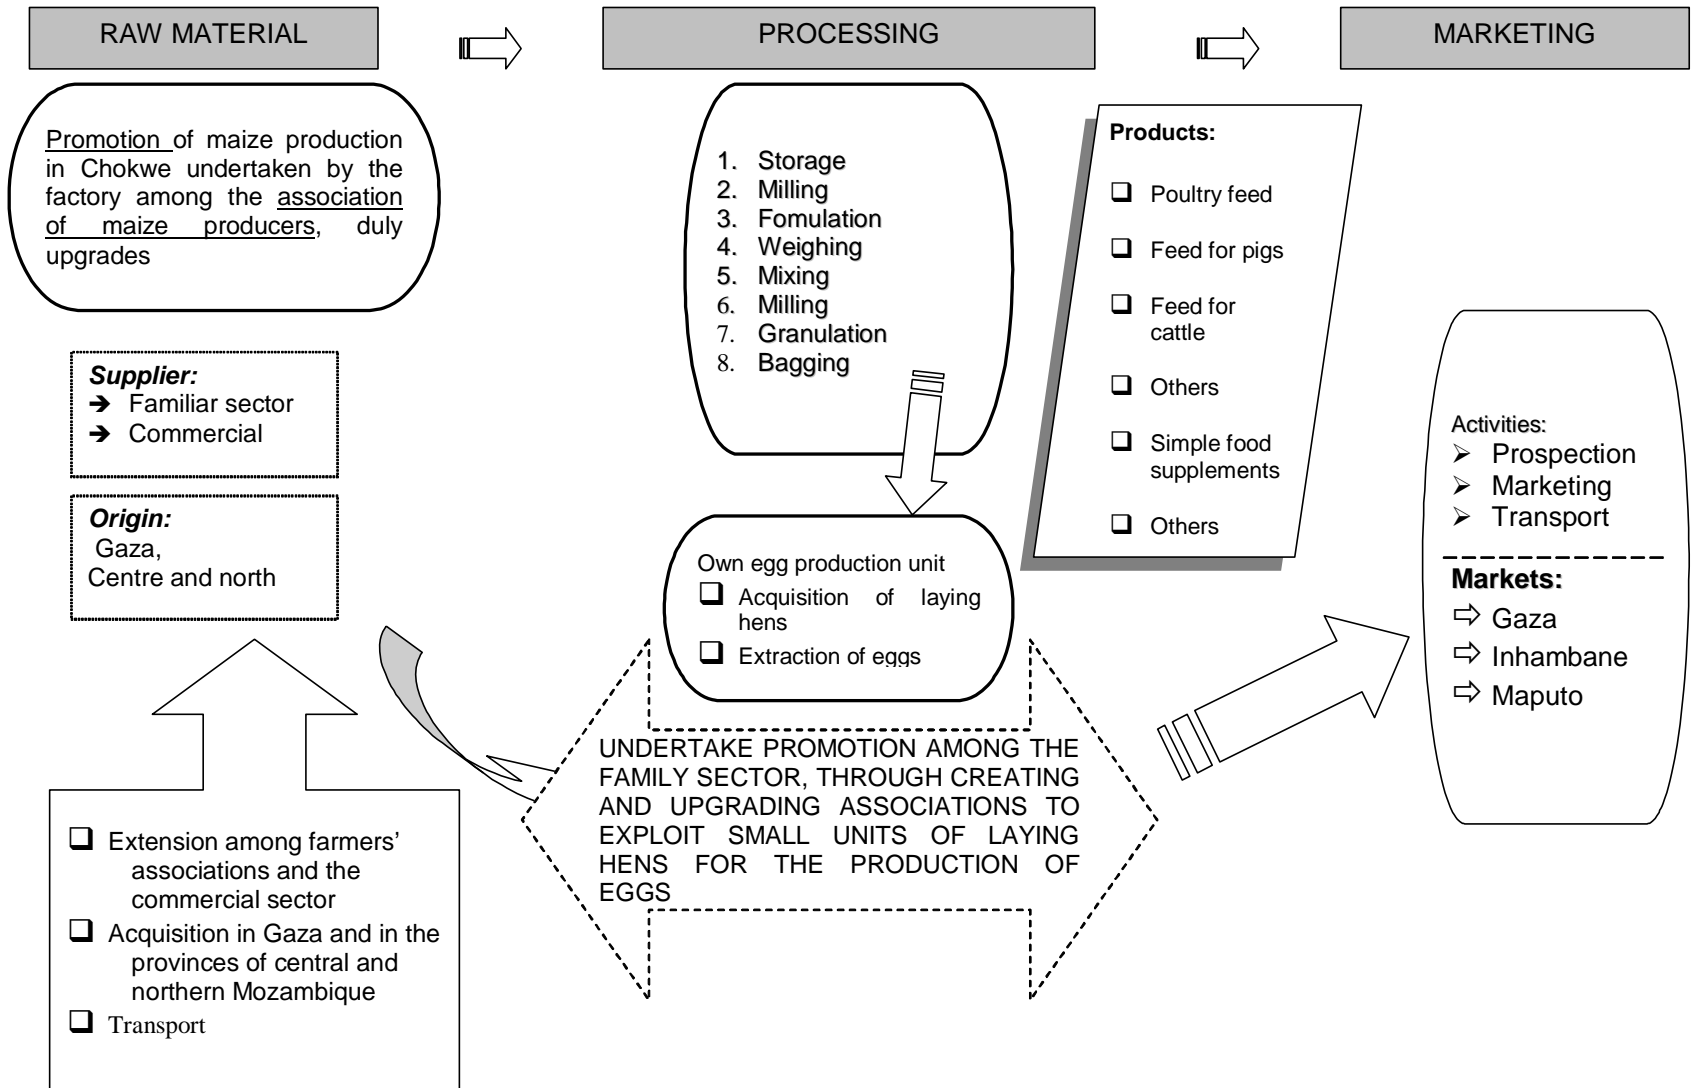 RAW MATERIAL
PROCESSING
MARKETING
Promotion of maize production
in Chokwe undertaken by the
factory among the association
of maize producers, duly
upgrades
Supplier:
Familiar sector
Commercial
Origin:
Gaza,
Centre and north
Extension among farmers’
associations and the
commercial sector
Acquisition in Gaza and in the
provinces of central and
northern Mozambique
Transport
1. Storage
2. Milling
3. Fomulation
4. Weighing
5. Mixing
6. Milling
7. Granulation
8. Bagging
Own egg production unit
Acquisition of laying
hens
Extraction of eggs
UNDERTAKE PROMOTION AMONG THE
FAMILY SECTOR, THROUGH CREATING
AND UPGRADING ASSOCIATIONS TO
EXPLOIT SMALL UNITS OF LAYING
HENS FOR THE PRODUCTION OF
EGGS
Products:
Poultry feed
Feed for pigs
Feed for
cattle
Others
Simple food
supplements
Others
Activities:
Prospection
Marketing
Transport
Markets:
Gaza
Inhambane
Maputo